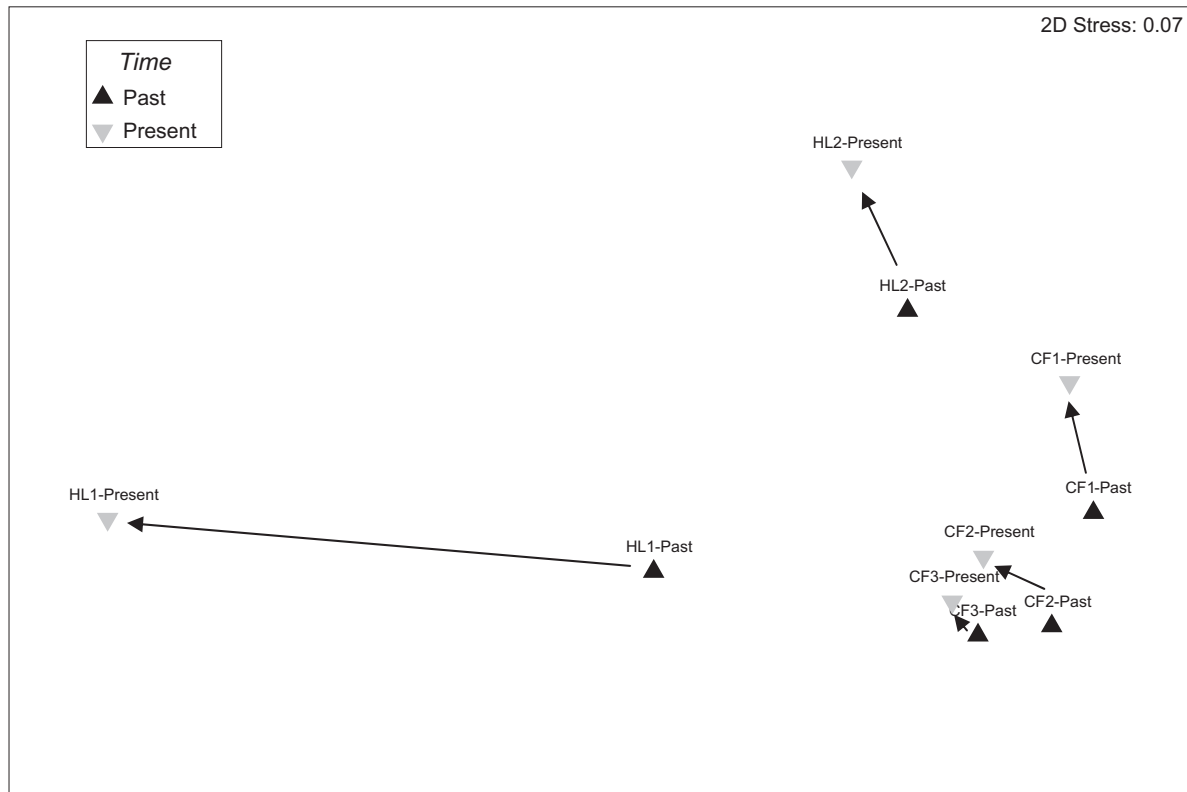 2D Stress: 0.07
Time
Past
Present
HL2-Present
HL2-Past
CF1-Present
CF1-Past
HL1-Present
HL1-Past
CF2-Present
CF3-Present
CF2-Past
CF3-Past